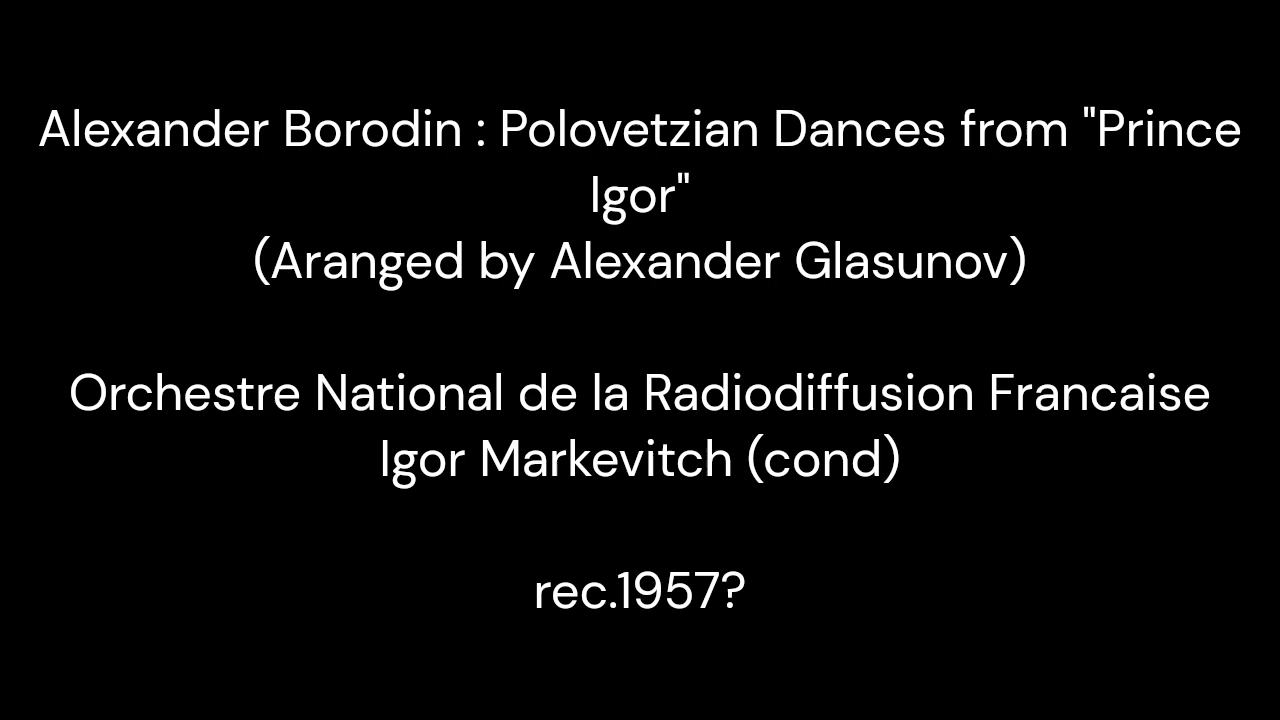 Alexander Borodin : Polovetzian Dances from "Prince
Igor"
(Aranged by Alexander Glasunov)
Orchestre National de la Radiodiffusion Francaise
Igor Markevitch (cond)
rec.1957?